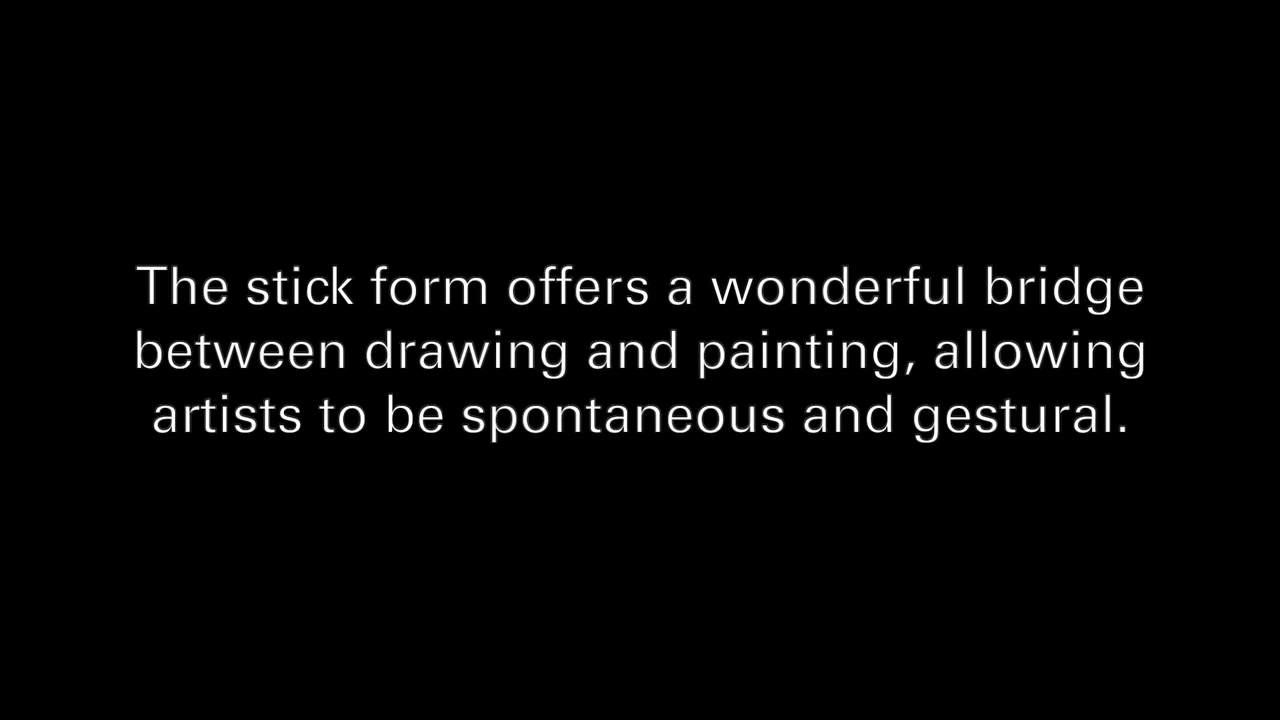 The stick form offers a wonderful bridge
between drawing and painting, allowing
artists to be spontaneous and gestural.